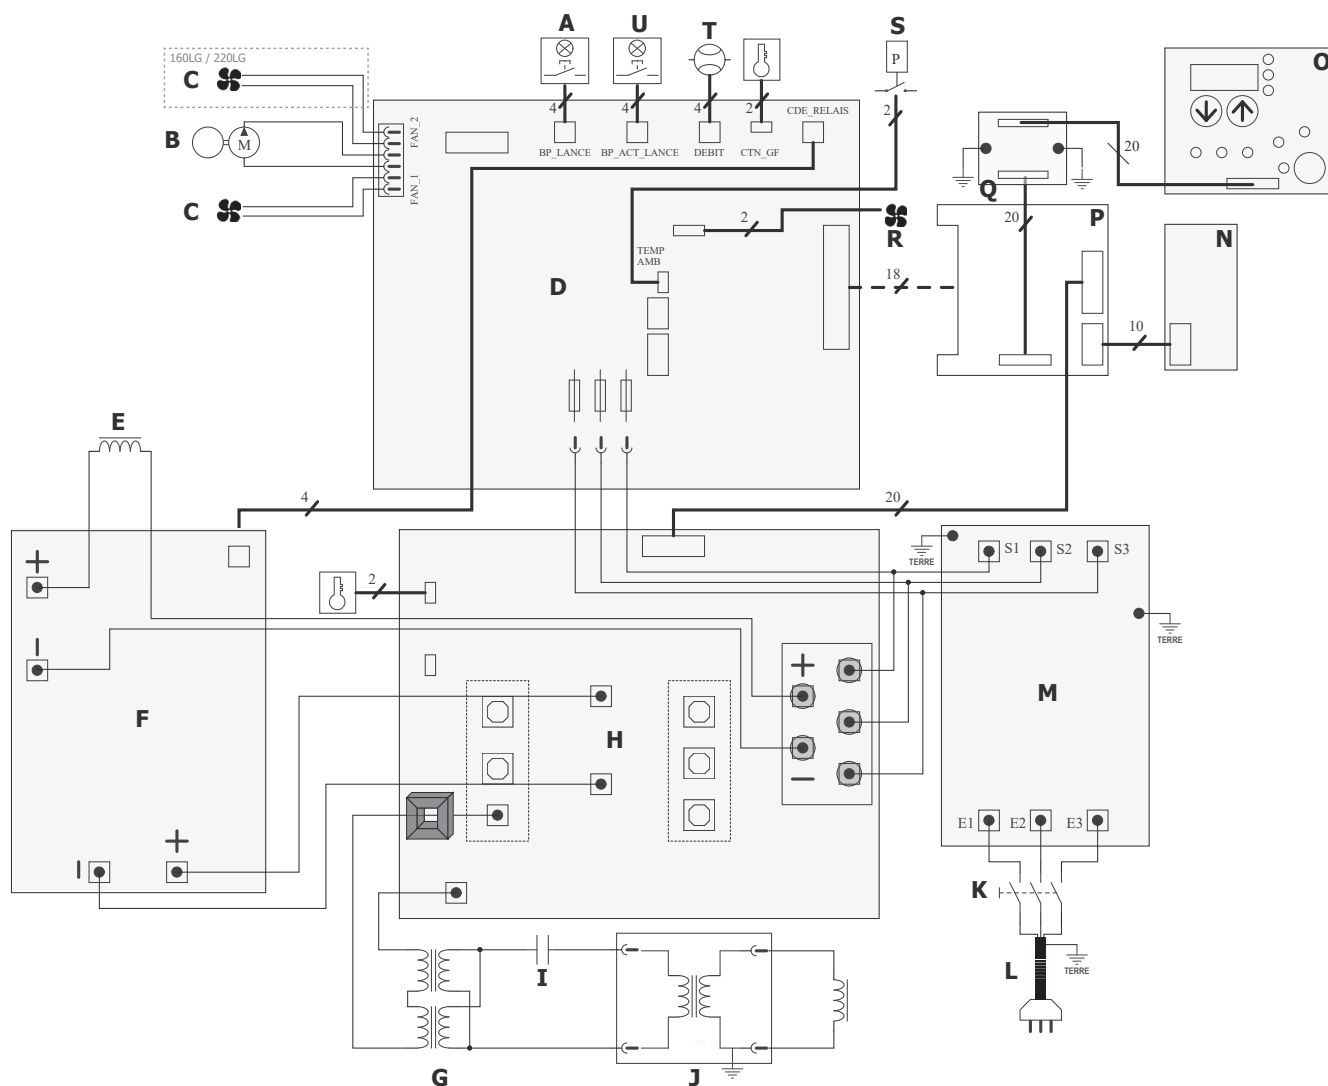 A
U
T
S
O
160LG / 220LG
C
P
4
4
4
2
2
CDE_RELAIS
B
M
FAN_2
BP_LANCE
BP_ACT_LANCE
DEBIT
CTN_GF
20
FAN_1
C
Q
2
R
20
P
N
TEMP
AMB
D
18
10
E
4
20
+
TERRE
S1
S2
S3
2
TERRE
+
M
F
H
–
+
E1
E2
E3
K
I
L
TERRE
G
J